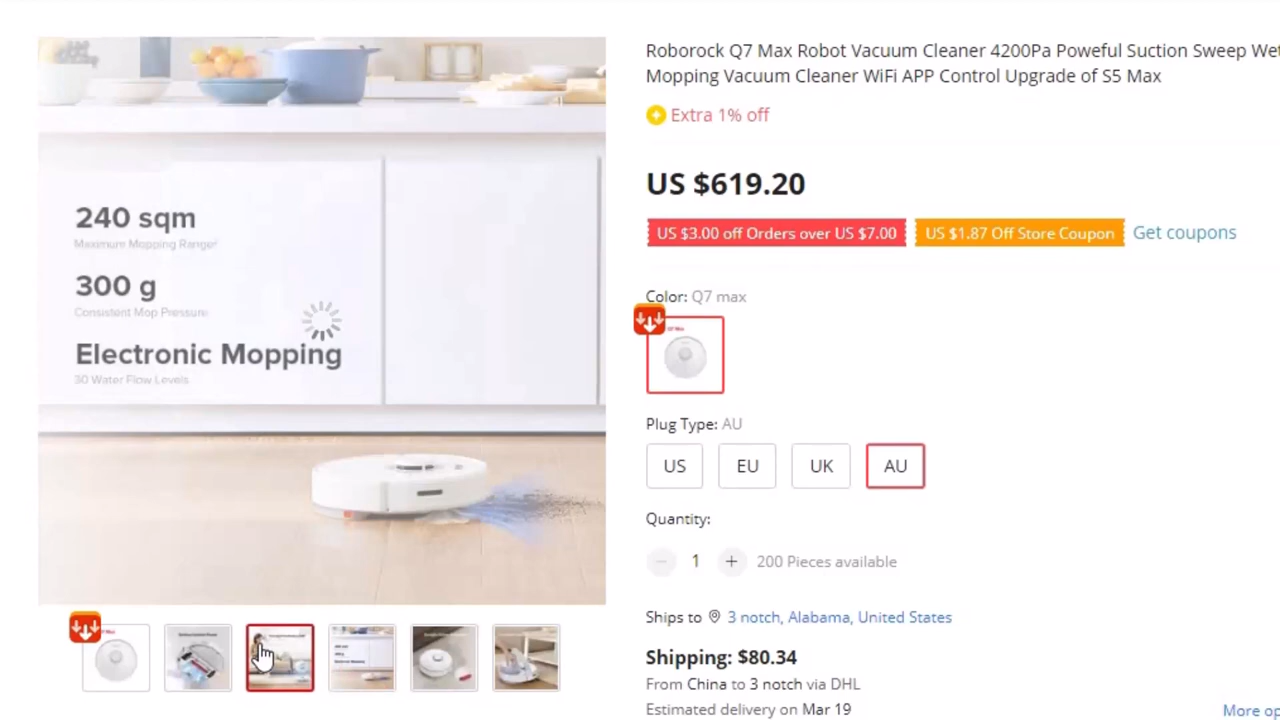 Roborock Q7 Max Robot Vacuum Cleaner 4200Pa Poweful Suction Sweep Wet
Mopping Vacuum Cleaner WiFi APP Control Upgrade of S5 Max
Extra 1% off
US $619.20
US $3.00 off Orders over US $7.00
US $1.87 Off Store Coupon
Get coupons
240 sqm
Maximum Mopping Range
300 g
Consistent Mop Pressure
Electronic Mopping
30 Water Flow Levels
Color: Q7 max
Plug Type: AU
US
EU
UK
AU
Quantity:
1
200 Pieces available
Ships to
3 notch, Alabama, United States
Shipping: $80.34
From China to 3 notch via DHL
Estimated delivery on Mar 19
More op